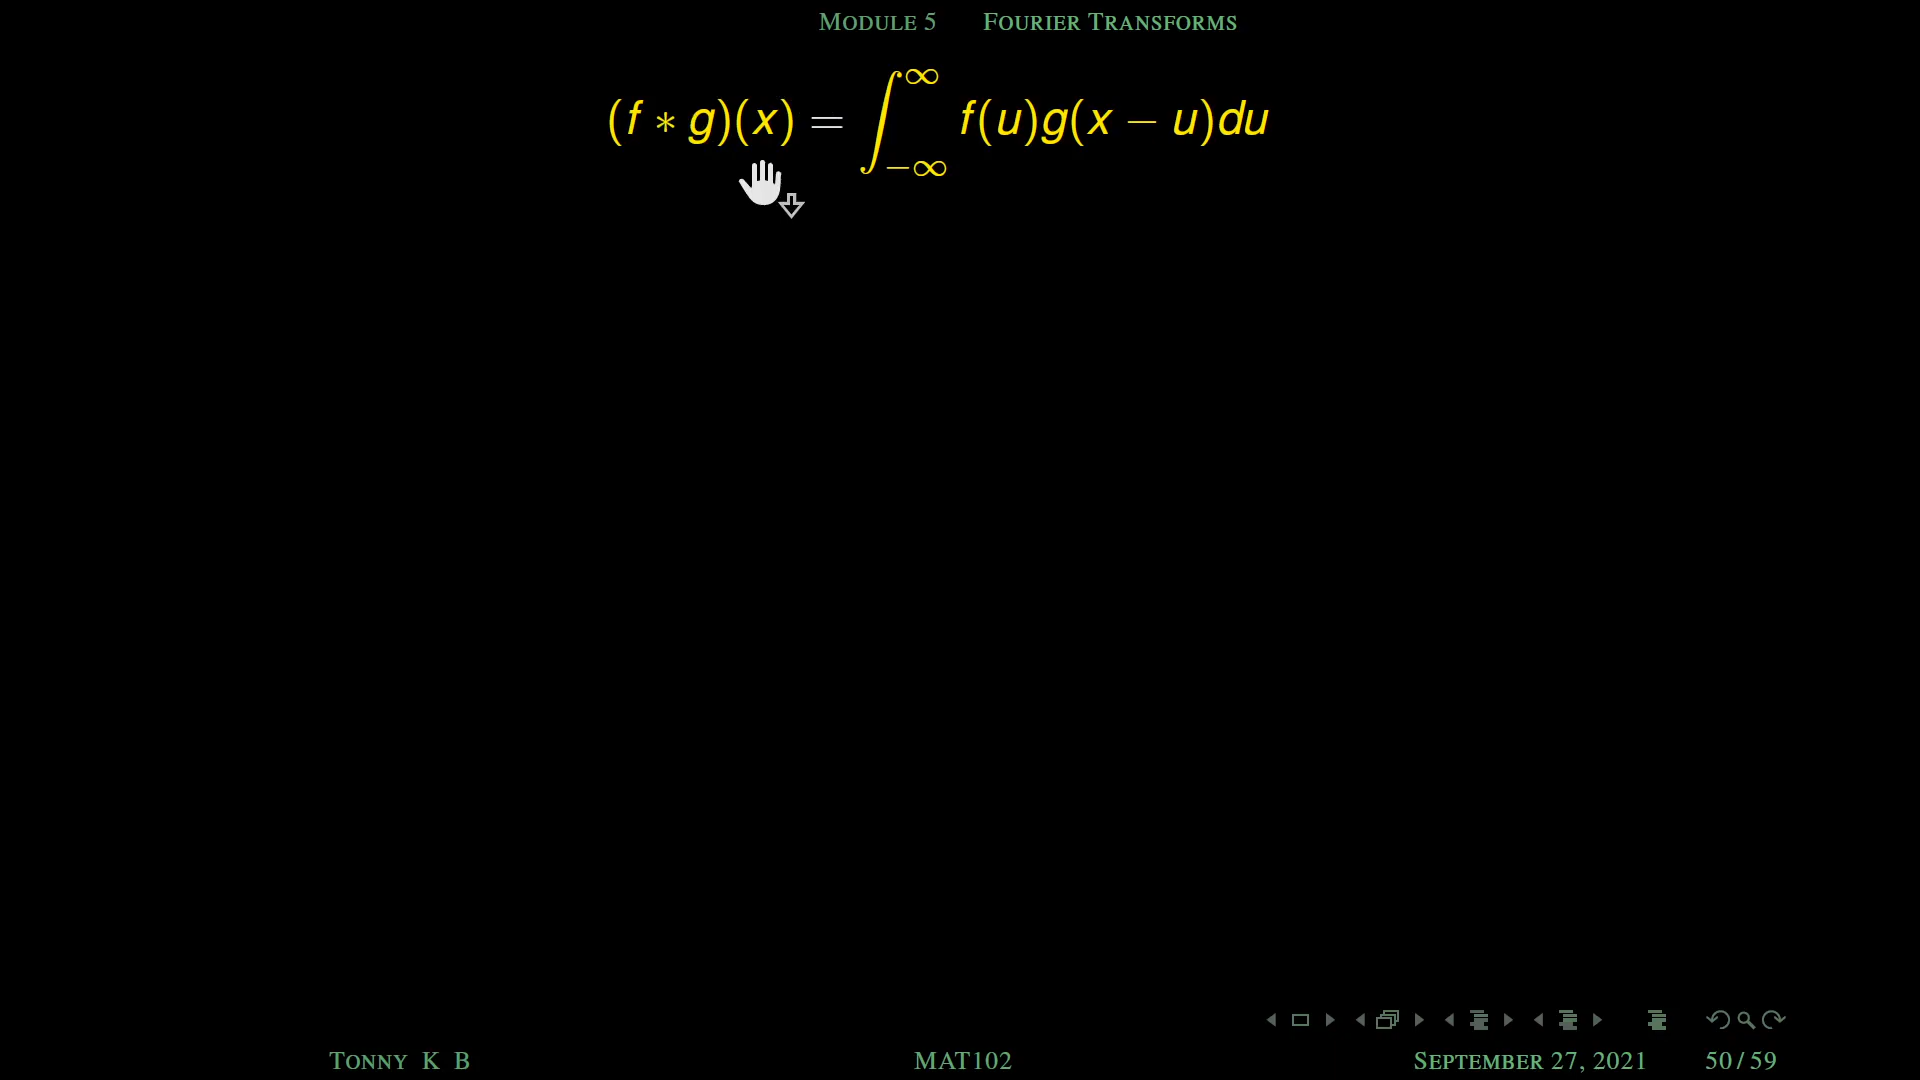 MODULE 5 FOURIER TRANSFORMS
(f ∗ g)(x) = ∫_{−∞}^{∞} f(u)g(x − u)du
TONNY K B MAT102 SEPTEMBER 27, 2021 50 / 59